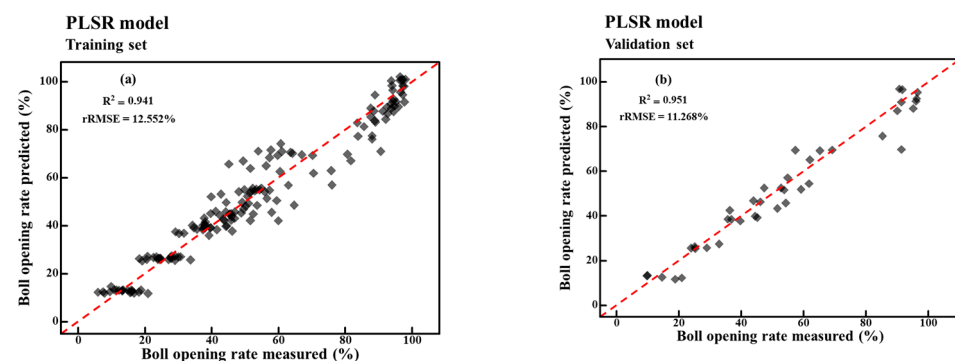 PLSR model
Training set
(a)
R² = 0.941
rRMSE = 12.552%
Boll opening rate predicted (%)
100
80
60
40
20
0
0 20 40 60 80 100
Boll opening rate measured (%)
PLSR model
Validation set
(b)
R² = 0.951
rRMSE = 11.268%
Boll opening rate predicted (%)
100
80
60
40
20
0
0 20 40 60 80 100
Boll opening rate measured (%)